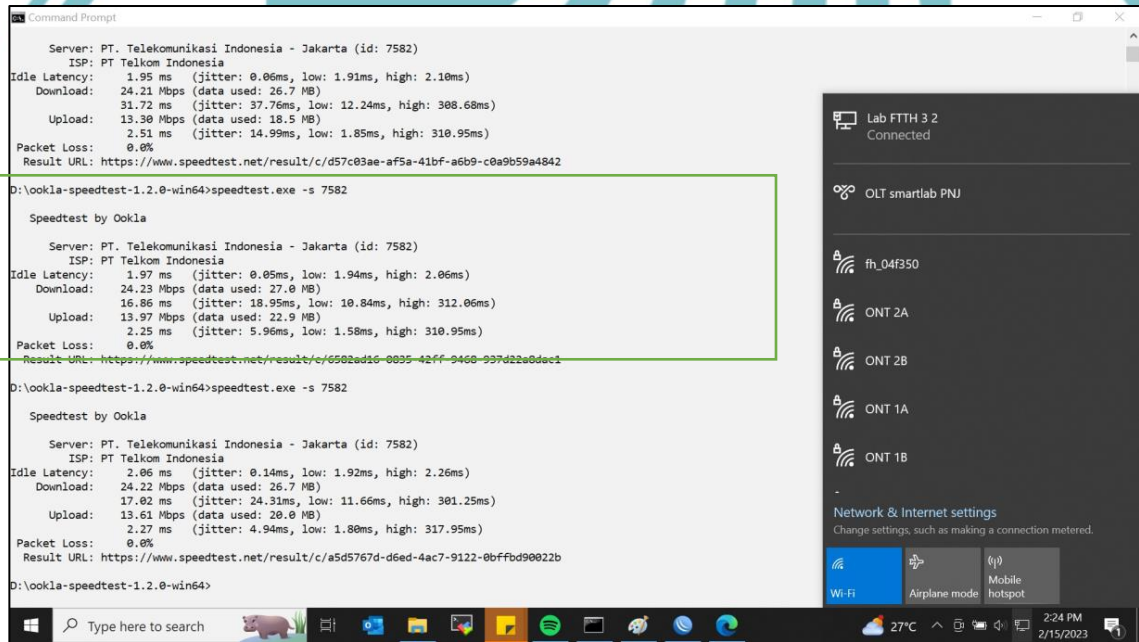 Command Prompt
Server: PT. Telekomunikasi Indonesia - Jakarta (id: 7582)
ISP: PT Telkom Indonesia
Idle Latency: 1.95 ms (jitter: 0.06ms, low: 1.91ms, high: 2.10ms)
Download: 24.21 Mbps (data used: 26.7 MB)
31.72 ms (jitter: 37.76ms, low: 12.24ms, high: 308.68ms)
Upload: 13.30 Mbps (data used: 18.5 MB)
2.51 ms (jitter: 14.99ms, low: 1.85ms, high: 310.95ms)
Packet Loss: 0.0%
Result URL: https://www.speedtest.net/result/c/d57c03ae-af5a-41bf-a6b9-c0a9b59a4842
D:\ookla-speedtest-1.2.0-win64>speedtest.exe -s 7582
Speedtest by Ookla
Server: PT. Telekomunikasi Indonesia - Jakarta (id: 7582)
ISP: PT Telkom Indonesia
Idle Latency: 1.97 ms (jitter: 0.05ms, low: 1.94ms, high: 2.06ms)
Download: 24.23 Mbps (data used: 27.0 MB)
16.86 ms (jitter: 18.95ms, low: 10.84ms, high: 312.06ms)
Upload: 13.97 Mbps (data used: 22.9 MB)
2.25 ms (jitter: 5.96ms, low: 1.58ms, high: 310.95ms)
Packet Loss: 0.0%
Result URL: https://www.speedtest.net/result/c/6582ad16-0835-42ff-9468-937d22a8dac1
D:\ookla-speedtest-1.2.0-win64>speedtest.exe -s 7582
Speedtest by Ookla
Server: PT. Telekomunikasi Indonesia - Jakarta (id: 7582)
ISP: PT Telkom Indonesia
Idle Latency: 2.06 ms (jitter: 0.14ms, low: 1.92ms, high: 2.26ms)
Download: 24.22 Mbps (data used: 26.7 MB)
17.02 ms (jitter: 24.31ms, low: 11.66ms, high: 301.25ms)
Upload: 13.61 Mbps (data used: 20.0 MB)
2.27 ms (jitter: 4.94ms, low: 1.80ms, high: 317.95ms)
Packet Loss: 0.0%
Result URL: https://www.speedtest.net/result/c/a5d5767d-d6ed-4ac7-9122-0bffbd90022b
D:\ookla-speedtest-1.2.0-win64>
Lab FTTH 3 2
Connected
OLT smartlab PNJ
fh_04f350
ONT 2A
ONT 2B
ONT 1A
ONT 1B
Network & Internet settings
Change settings, such as making a connection metered.
Wi-Fi
Airplane mode
Mobile hotspot
Type here to search
27°C
2:24 PM
2/15/2023